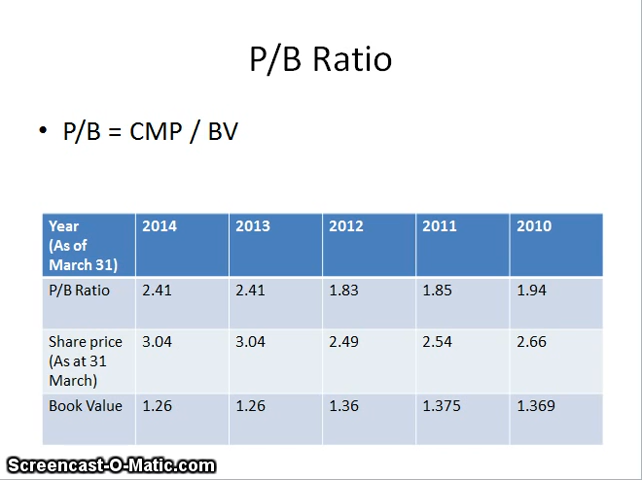 P/B Ratio
• P/B = CMP / BV
Year (As of March 31) 2014 2013 2012 2011 2010
P/B Ratio 2.41 2.41 1.83 1.85 1.94
Share price (As at 31 March) 3.04 3.04 2.49 2.54 2.66
Book Value 1.26 1.26 1.36 1.375 1.369
Screencast-O-Matic.com